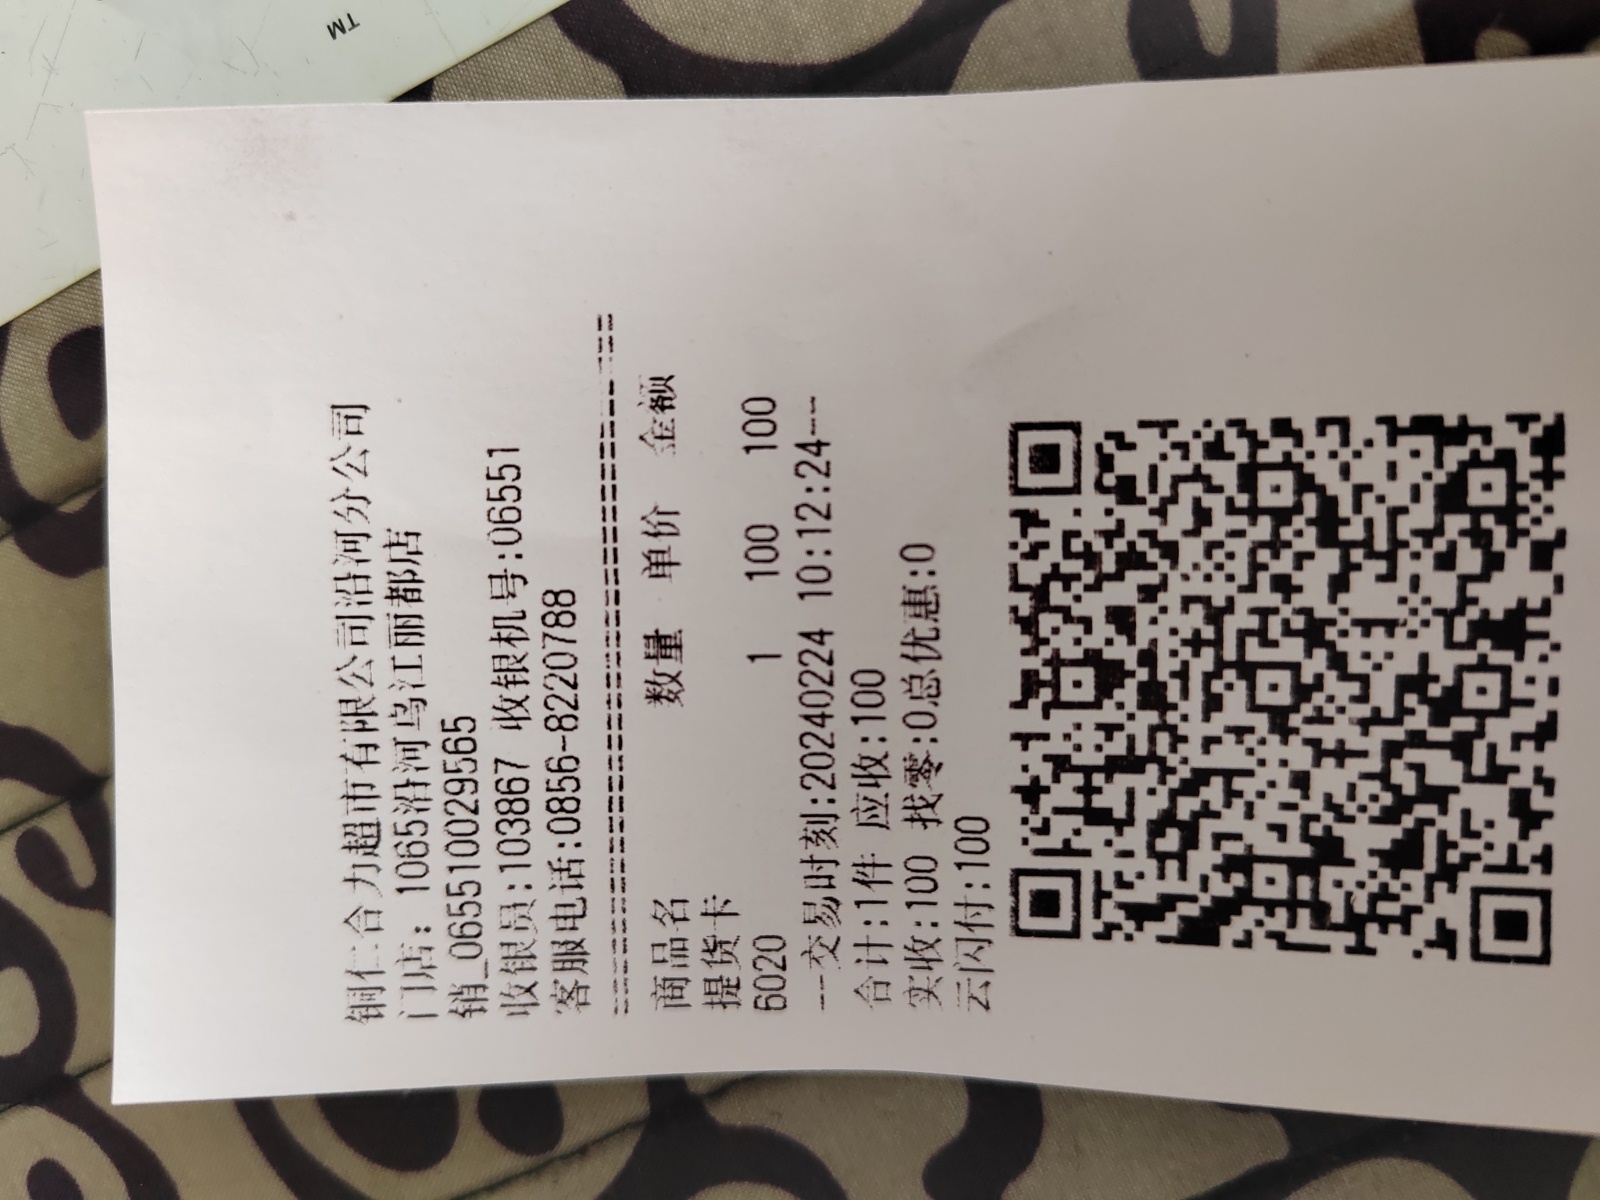 TM
铜仁合力超市有限公司沿河分公司
门店：1065沿河乌江丽都店
销_065510029565
收银员:103867 收银机号:06551
客服电话:0856-8220788
商品名 数量 单价 金额
提货卡
6020 1 100 100
--交易时刻:20240224 10:12:24--
合计:1件 应收:100
实收:100 找零:0总优惠:0
云闪付:100